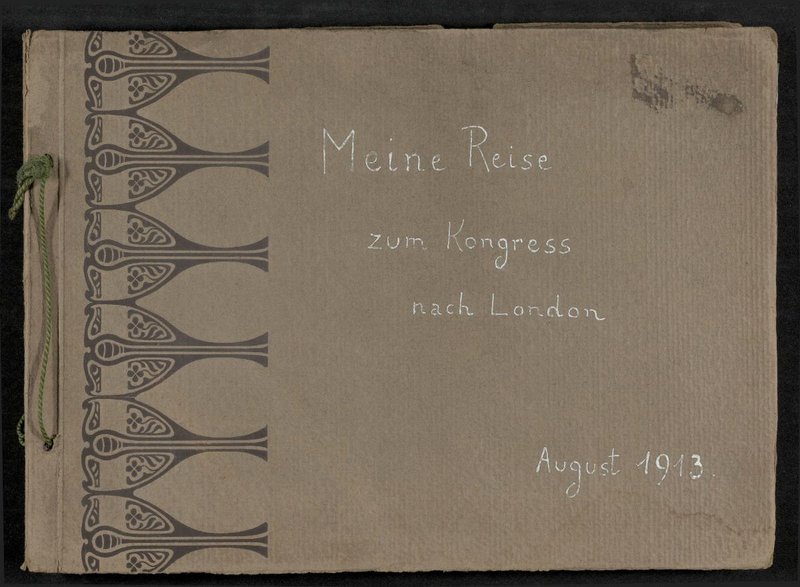 Meine Reise
zum Kongress
nach London
August 1913.